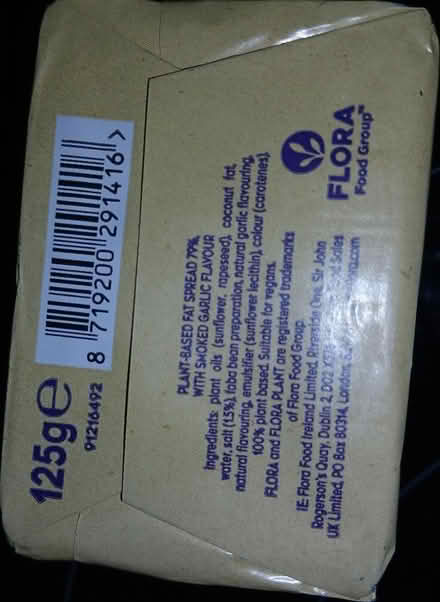 125g e
91216492
8 719200 291416 >
PLANT-BASED FAT SPREAD 79%,
WITH SMOKED GARLIC FLAVOUR
Ingredients: plant oils (sunflower, rapeseed), coconut fat,
water, salt (1.5%), faba bean preparation, natural garlic flavouring,
natural flavouring, emulsifier (sunflower lecithin), colour (carotenes).
100% plant based. Suitable for vegans.
FLORA and FLORA PLANT are registered trademarks
of Flora Food Group.
IE: Flora Food Ireland Limited, Riverside One, Sir John
Rogerson's Quay, Dublin 2, D02 Sales
UK Limited, PO Box 80314, London,
FLORA
Food Group™